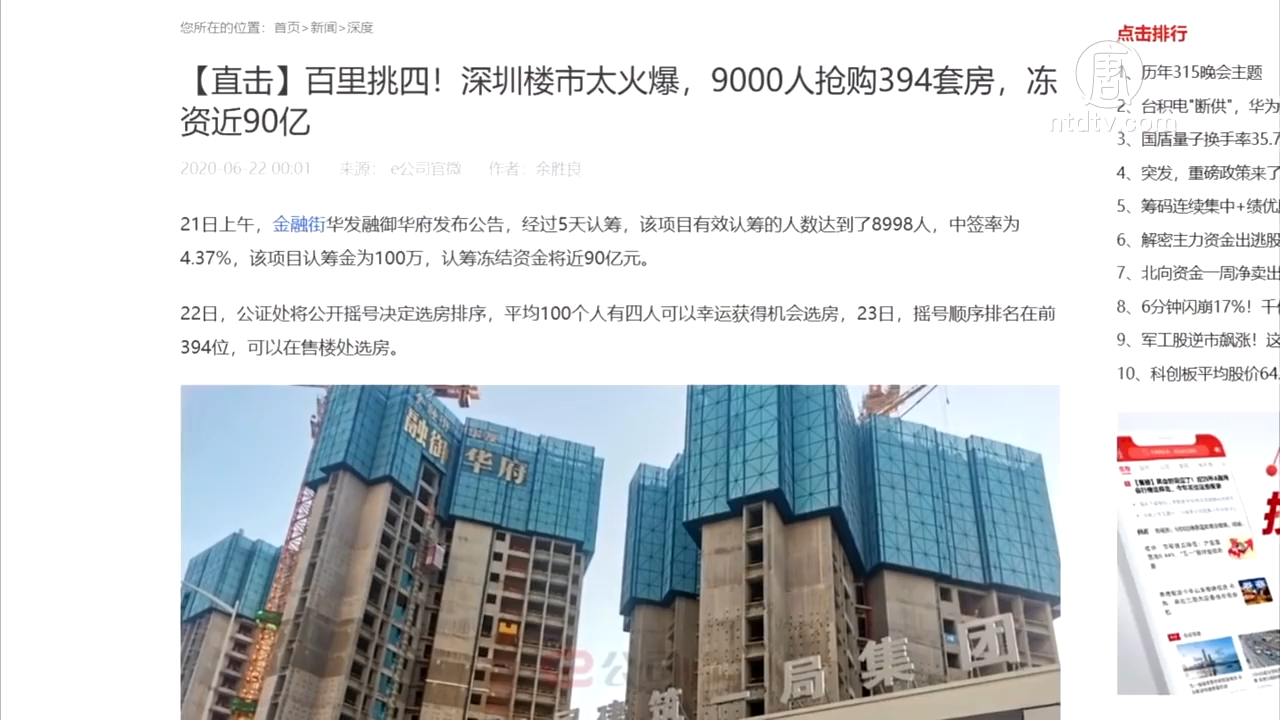 您所在的位置：首页>新闻>深度
【直击】百里挑四！深圳楼市太火爆，9000人抢购394套房，冻
资近90亿
2020-06-22 00:01 来源： e公司官微 作者：余胜良
21日上午，金融街华发融御华府发布公告，经过5天认筹，该项目有效认筹的人数达到了8998人，中签率为
4.37%，该项目认筹金为100万，认筹冻结资金将近90亿元。
22日，公证处将公开摇号决定选房排序，平均100个人有四人可以幸运获得机会选房，23日，摇号顺序排名在前
394位，可以在售楼处选房。
融御华府
筑一局集团
点击排行
1、历年315晚会主题
2、台积电"断供"，华为
3、国盾量子换手率35.7
4、突发，重磅政策来了
5、筹码连续集中+绩优
6、解密主力资金出逃股
7、北向资金一周净卖出
8、6分钟闪崩17%！千
9、军工股逆市飙涨！这
10、科创板平均股价64.
唐
ntdtv.com